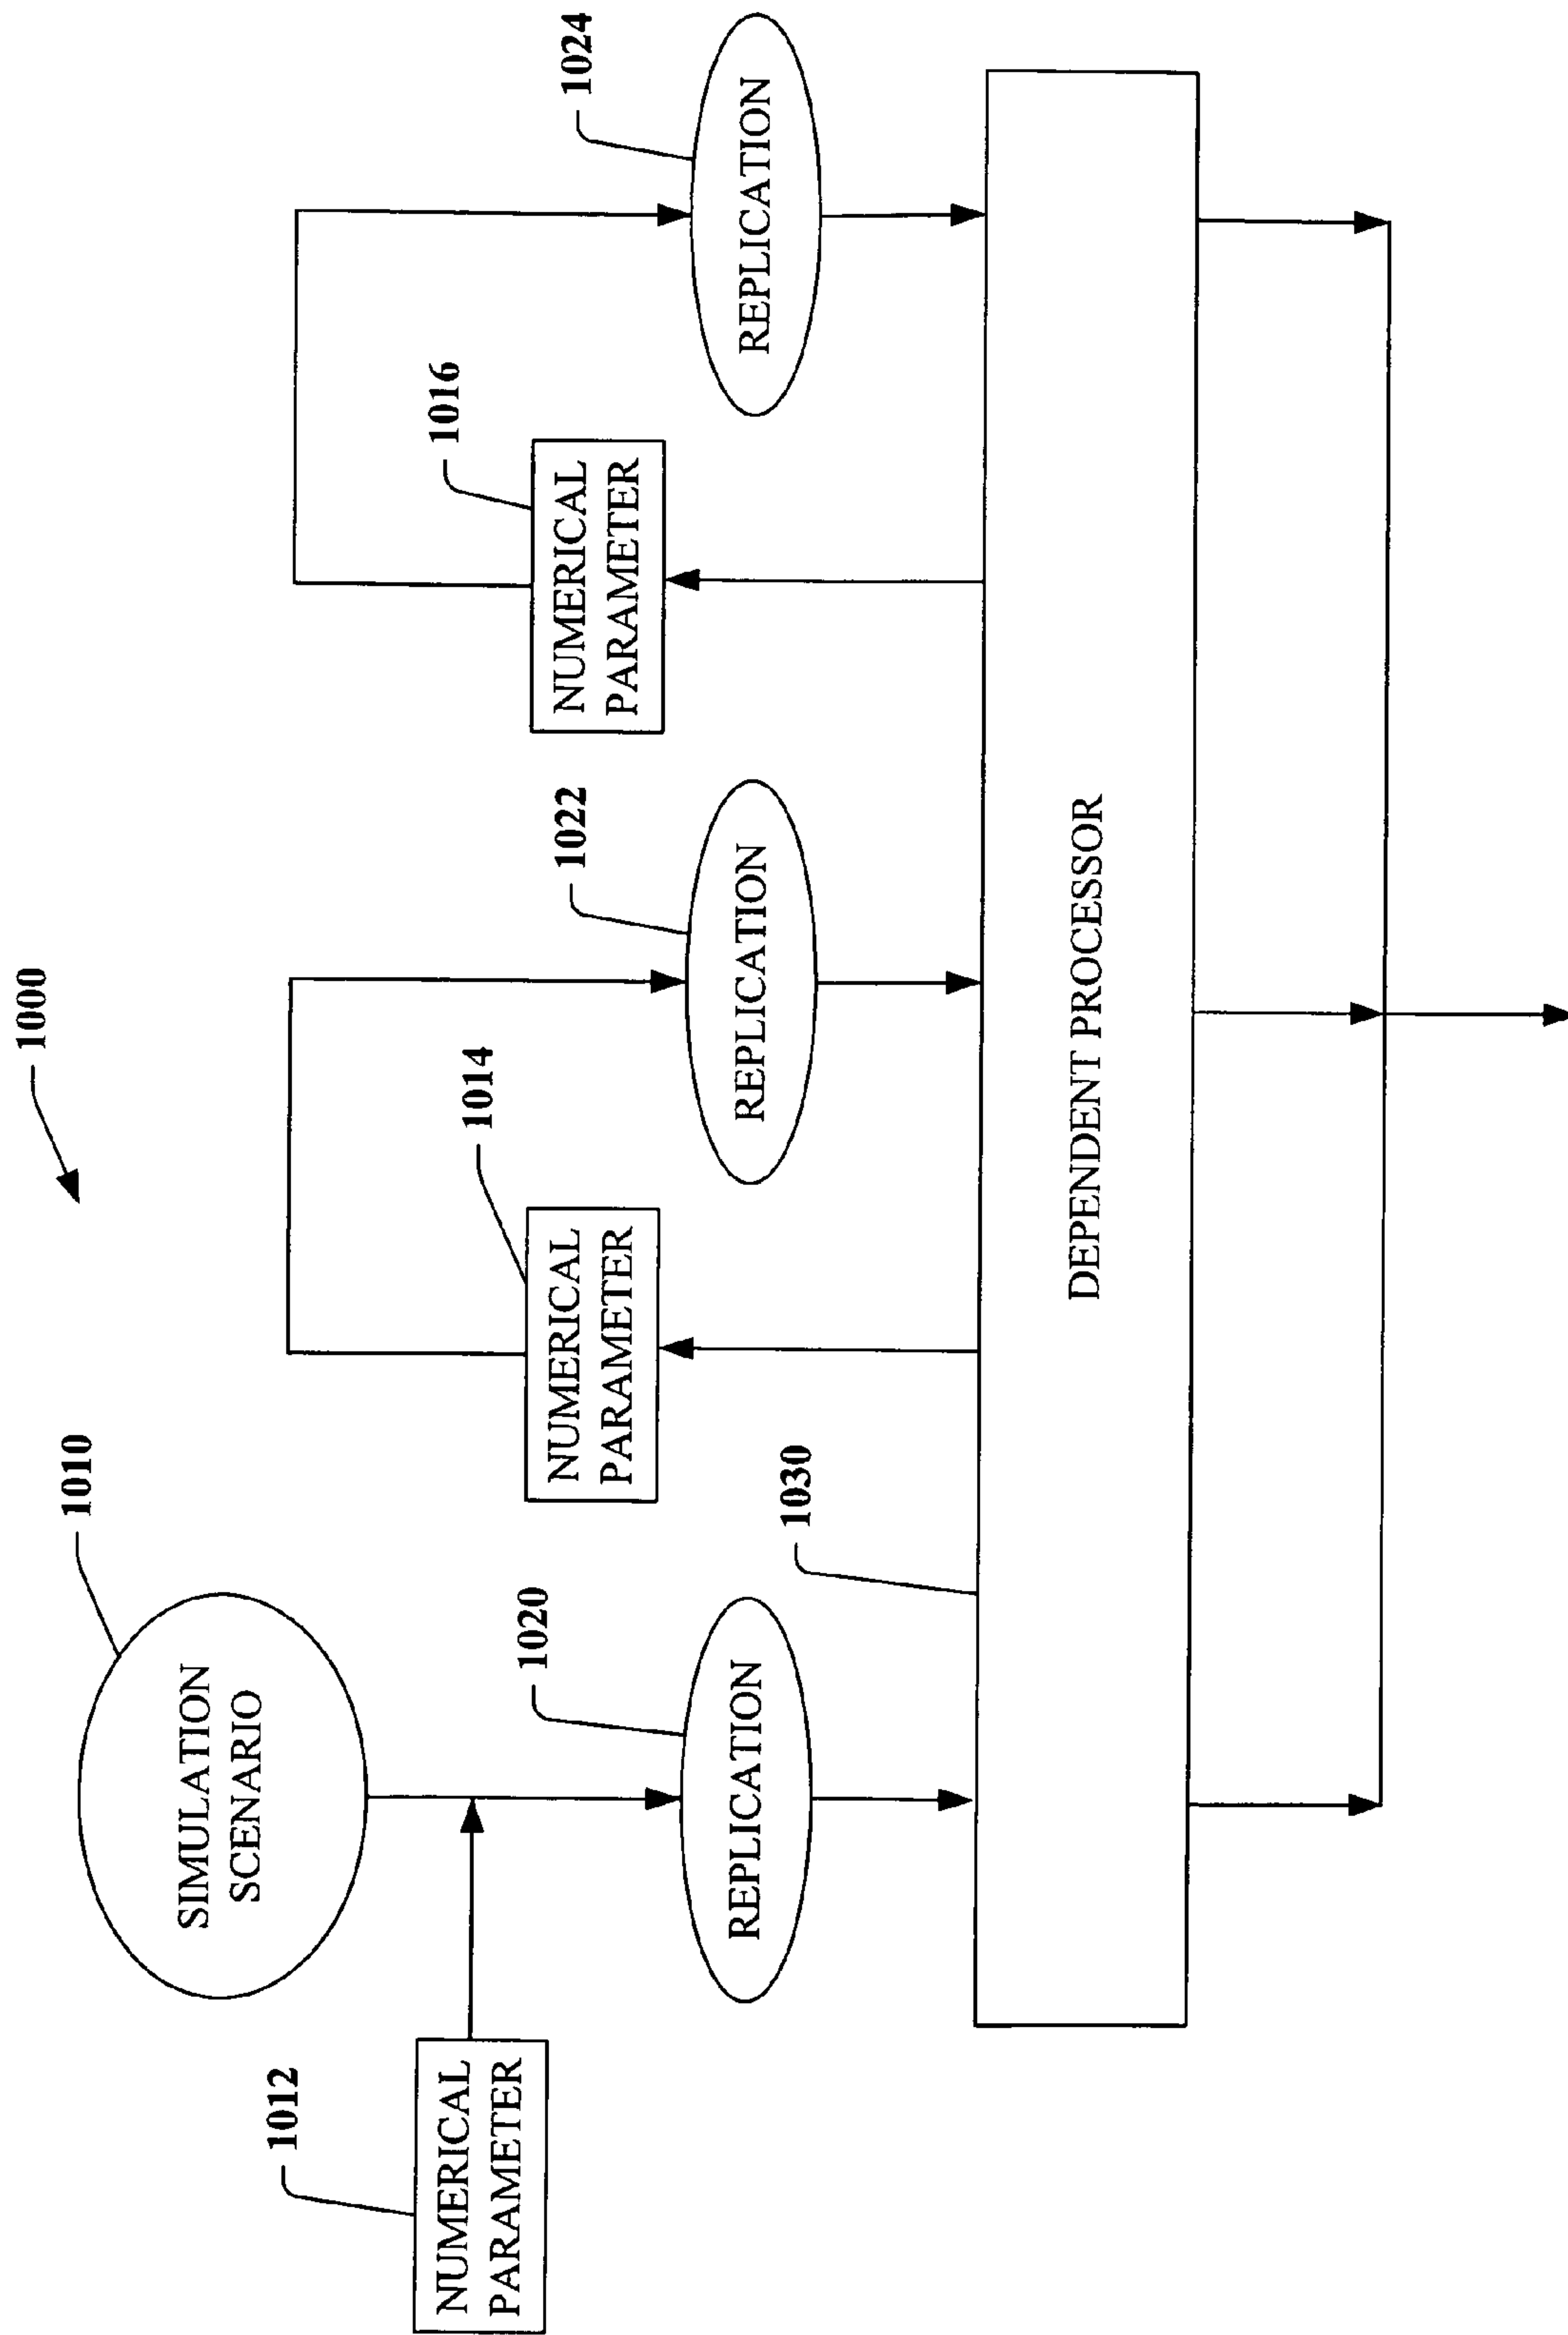 1000
1010
SIMULATION
SCENARIO
1012
NUMERICAL
PARAMETER
1014
NUMERICAL
PARAMETER
1016
NUMERICAL
PARAMETER
1020
REPLICATION
1022
REPLICATION
1024
REPLICATION
1030
DEPENDENT PROCESSOR